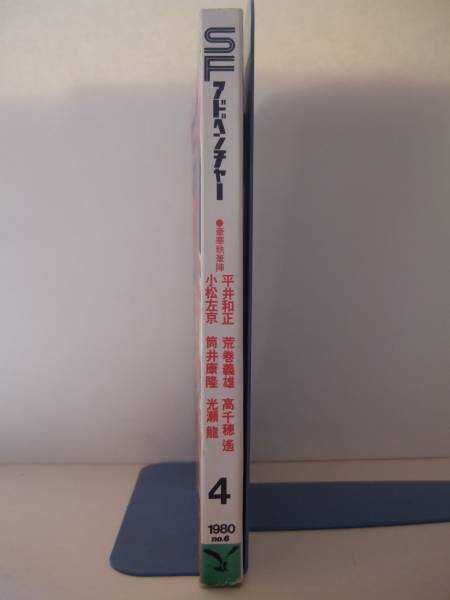 SF
アドベンチャー
●豪華執筆陣
平井和正 荒巻義雄 高千穂遙
小松左京 筒井康隆 光瀬龍
4
1980
no.6